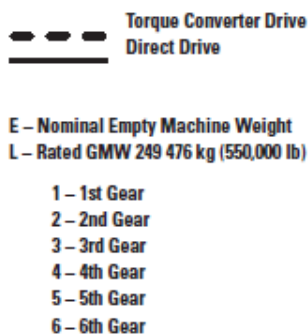 Torque Converter Drive
Direct Drive
E – Nominal Empty Machine Weight
L – Rated GMW 249 476 kg (550,000 lb)
1 – 1st Gear
2 – 2nd Gear
3 – 3rd Gear
4 – 4th Gear
5 – 5th Gear
6 – 6th Gear